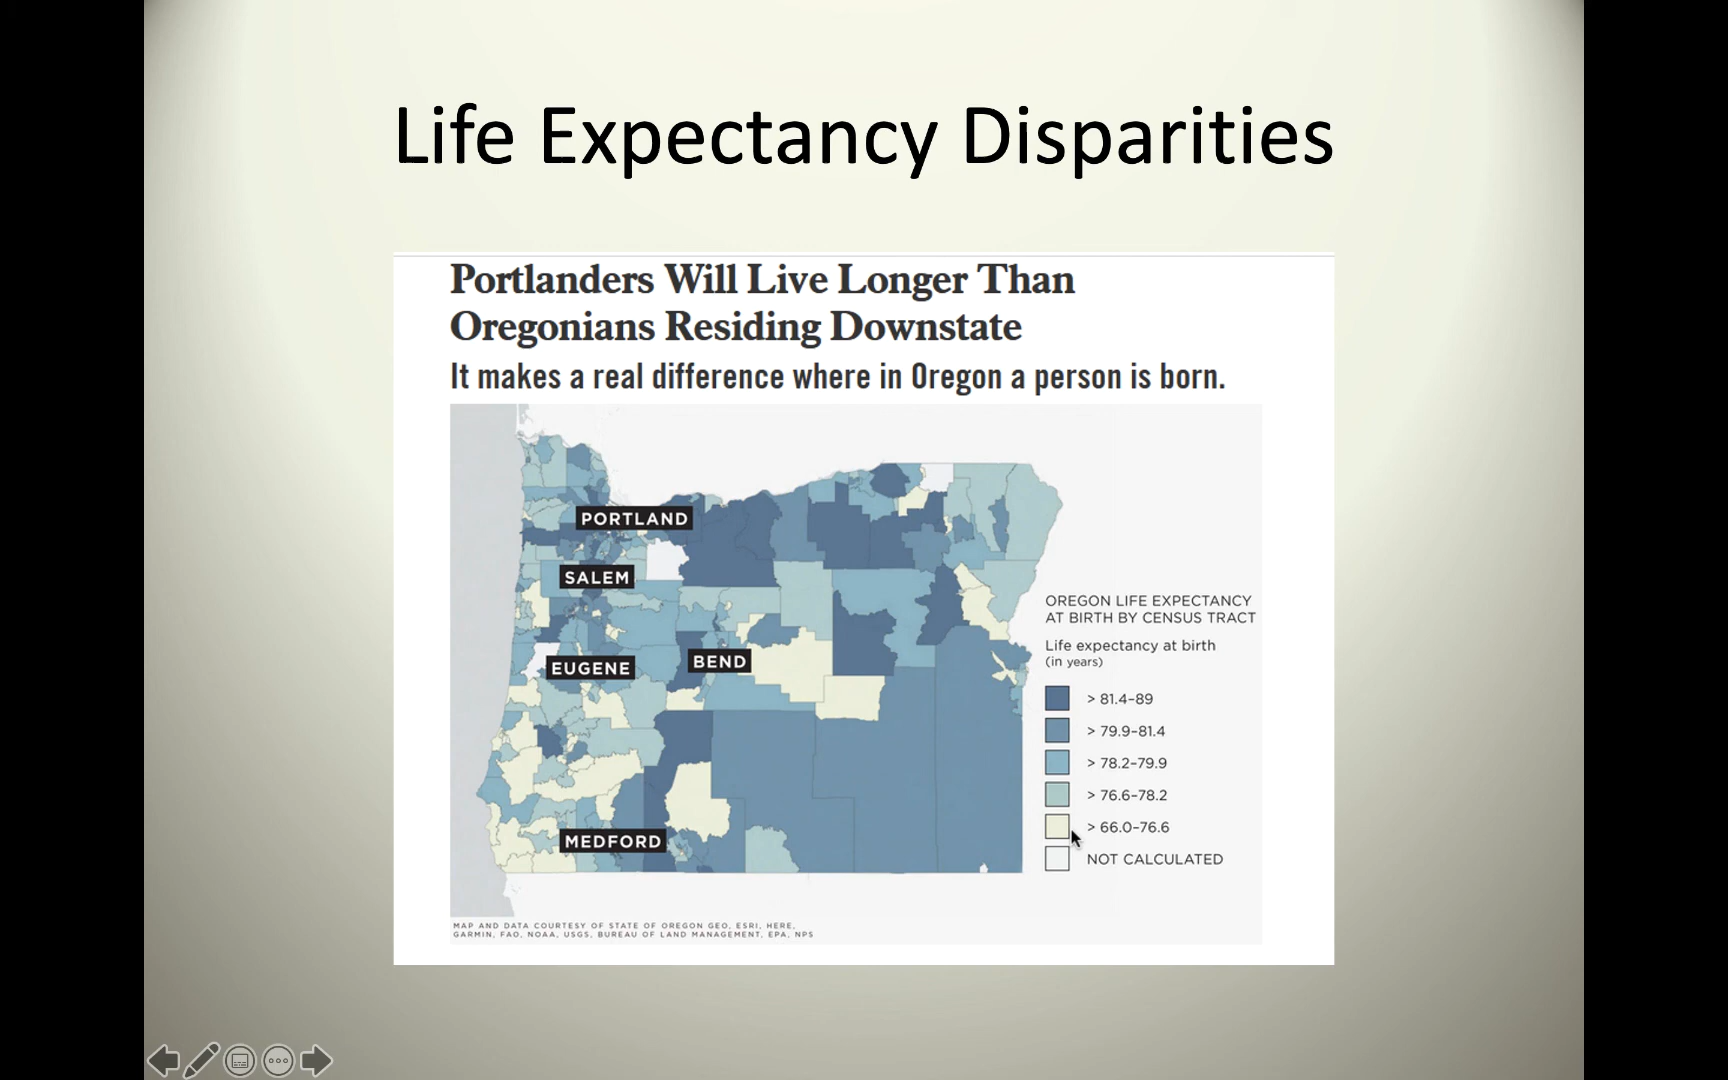 Life Expectancy Disparities
Portlanders Will Live Longer Than
Oregonians Residing Downstate
It makes a real difference where in Oregon a person is born.
PORTLAND
SALEM
EUGENE
BEND
MEDFORD
OREGON LIFE EXPECTANCY
AT BIRTH BY CENSUS TRACT
Life expectancy at birth
(in years)
> 81.4–89
> 79.9–81.4
> 78.2–79.9
> 76.6–78.2
> 66.0–76.6
NOT CALCULATED
MAP AND DATA COURTESY OF STATE OF OREGON GEO, ESRI, HERE,
GARMIN, FAO, NOAA, USGS, BUREAU OF LAND MANAGEMENT, EPA, NPS